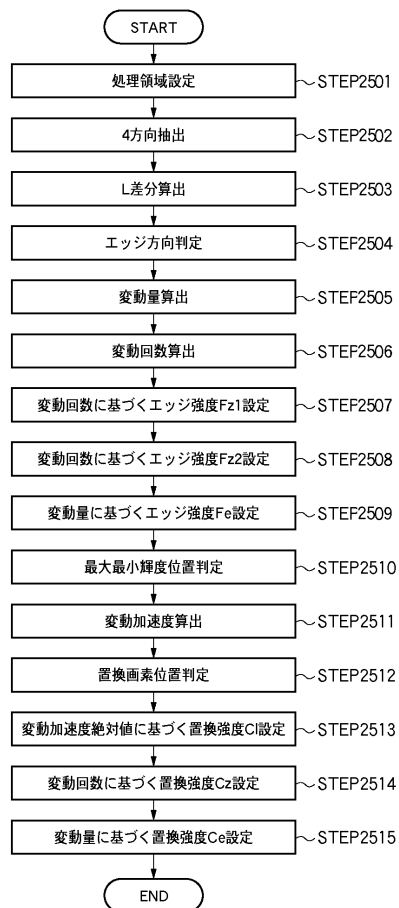 START
処理領域設定 STEP2501
4方向抽出 STEP2502
L差分算出 STEP2503
エッジ方向判定 STEP2504
変動量算出 STEP2505
変動回数算出 STEP2506
変動回数に基づくエッジ強度Fz1設定 STEP2507
変動回数に基づくエッジ強度Fz2設定 STEP2508
変動量に基づくエッジ強度Fe設定 STEF2509
最大最小輝度位置判定 STEP2510
変動加速度算出 STEP2511
置換画素位置判定 STEP2512
変動加速度絶対値に基づく置換強度Cl設定 STEP2513
変動回数に基づく置換強度Cz設定 STEP2514
変動量に基づく置換強度Ce設定 STEP2515
END